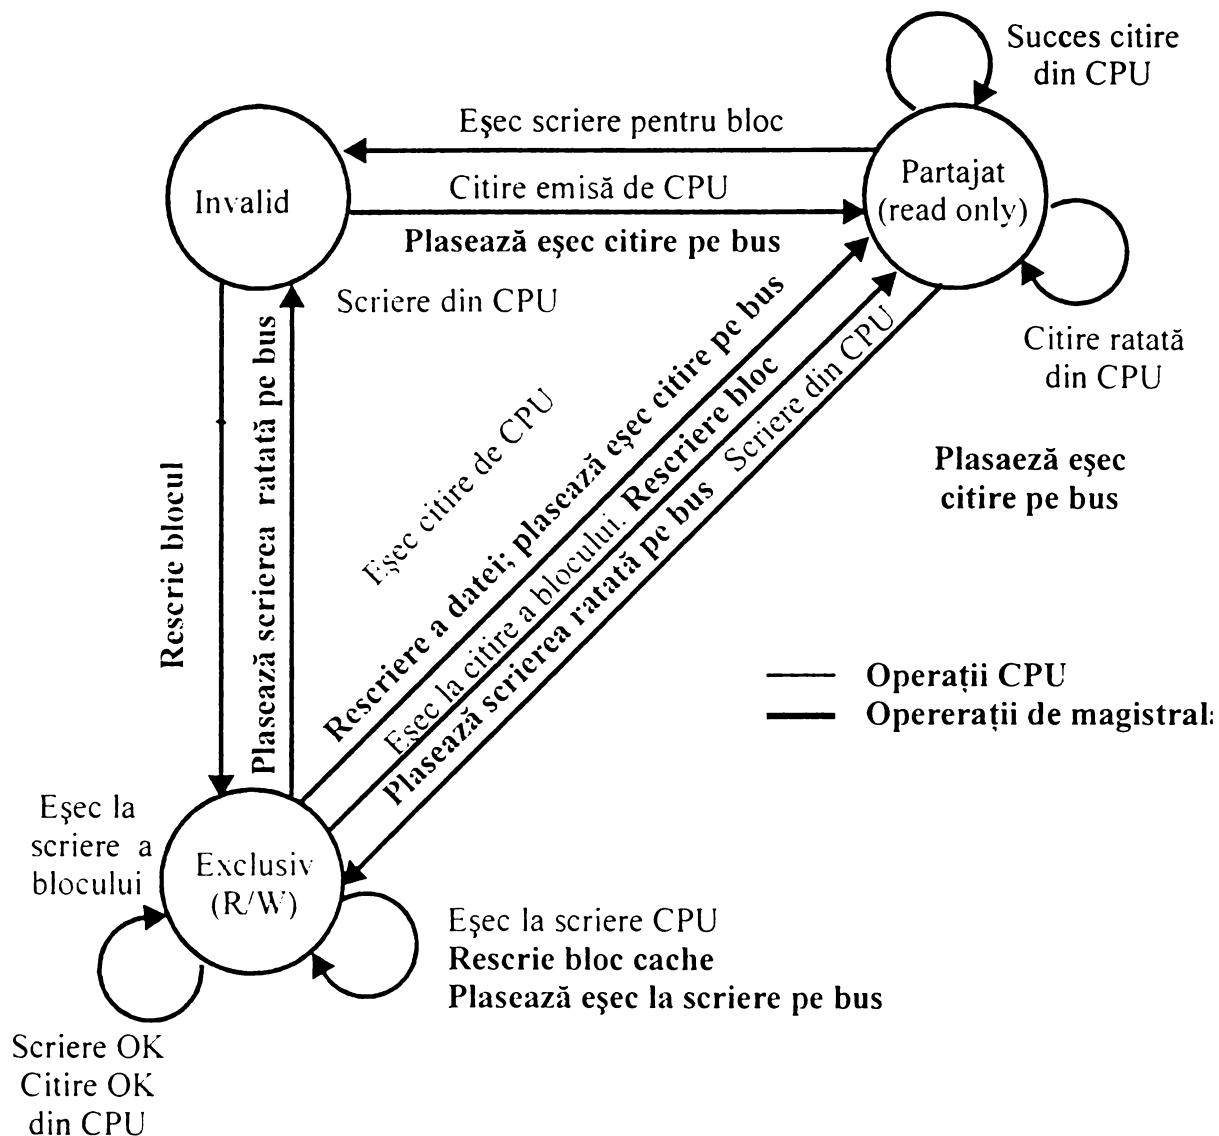 Succes citire
din CPU
Eşec scriere pentru bloc
Partajat
(read only)
Invalid
Citire emisă de CPU
Plasează eşec citire pe bus
Scriere din CPU
Citire ratată
din CPU
Plasaeză eşec
citire pe bus
Eşec citire de CPU
Rescriere a datei; plasează eşec citire pe bus
Eşec la citire a blocului. Rescriere bloc
Plasează scrierea ratată pe bus Scriere din CPU
Rescrie blocul
Plasează scrierea ratată pe bus
Operaţii CPU
Opereraţii de magistral
Eşec la
scriere a
blocului
Exclusiv
(R/W)
Eşec la scriere CPU
Rescrie bloc cache
Plasează eşec la scriere pe bus
Scriere OK
Citire OK
din CPU